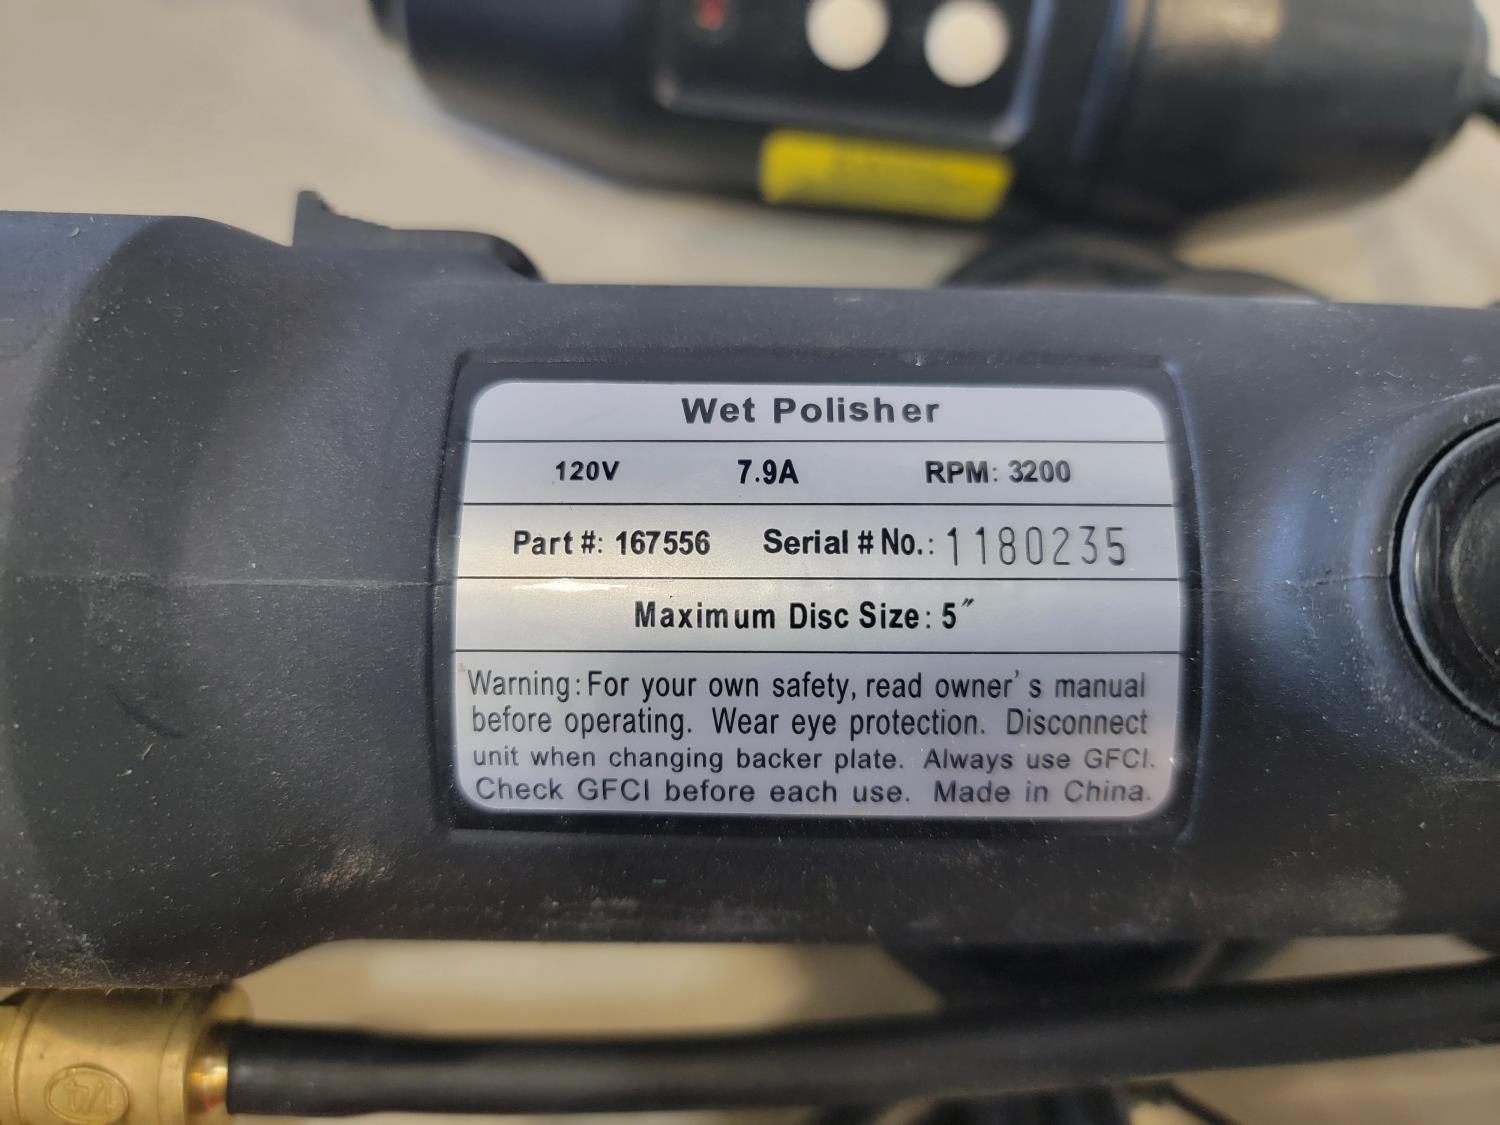 Wet Polisher
120V 7.9A RPM: 3200
Part #: 167556 Serial # No.: 1180235
Maximum Disc Size: 5″
Warning: For your own safety, read owner's manual
before operating. Wear eye protection. Disconnect
unit when changing backer plate. Always use GFCI.
Check GFCI before each use. Made in China.
1/4